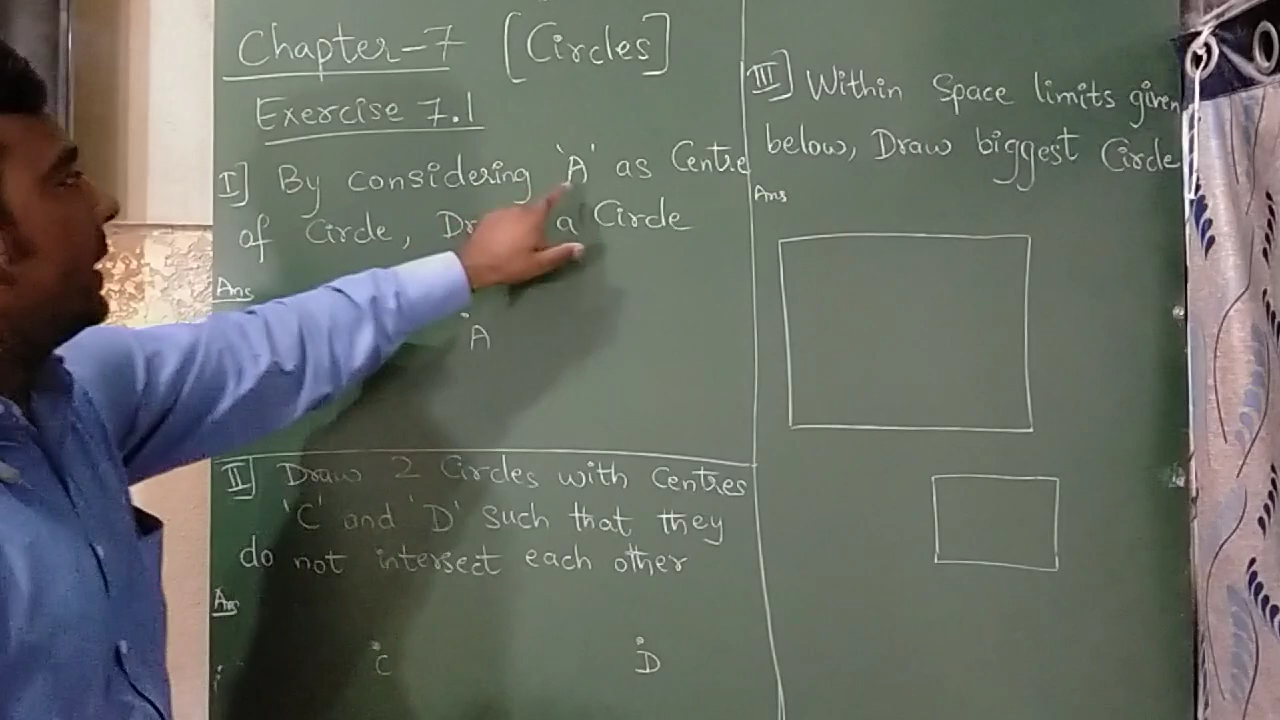 Chapter-7 [Circles]
Exercise 7.1
I] By considering 'A' as Centre
of Circle, a Circle
Ans
A
II] Draw 2 Circles with Centres
'C' and 'D' such that they
do not intersect each other
Ans
C D
III] Within Space limits given
below, Draw biggest Circle
Ans